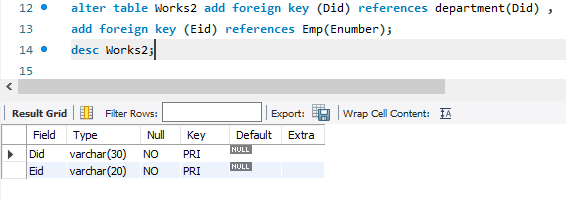 12 alter table Works2 add foreign key (Did) references department(Did) ,
13 add foreign key (Eid) references Emp(Enumber);
14 desc Works2;
15
Result Grid Filter Rows: Export: Wrap Cell Content: IA
Field Type Null Key Default Extra
Did varchar(30) NO PRI NULL
Eid varchar(20) NO PRI NULL